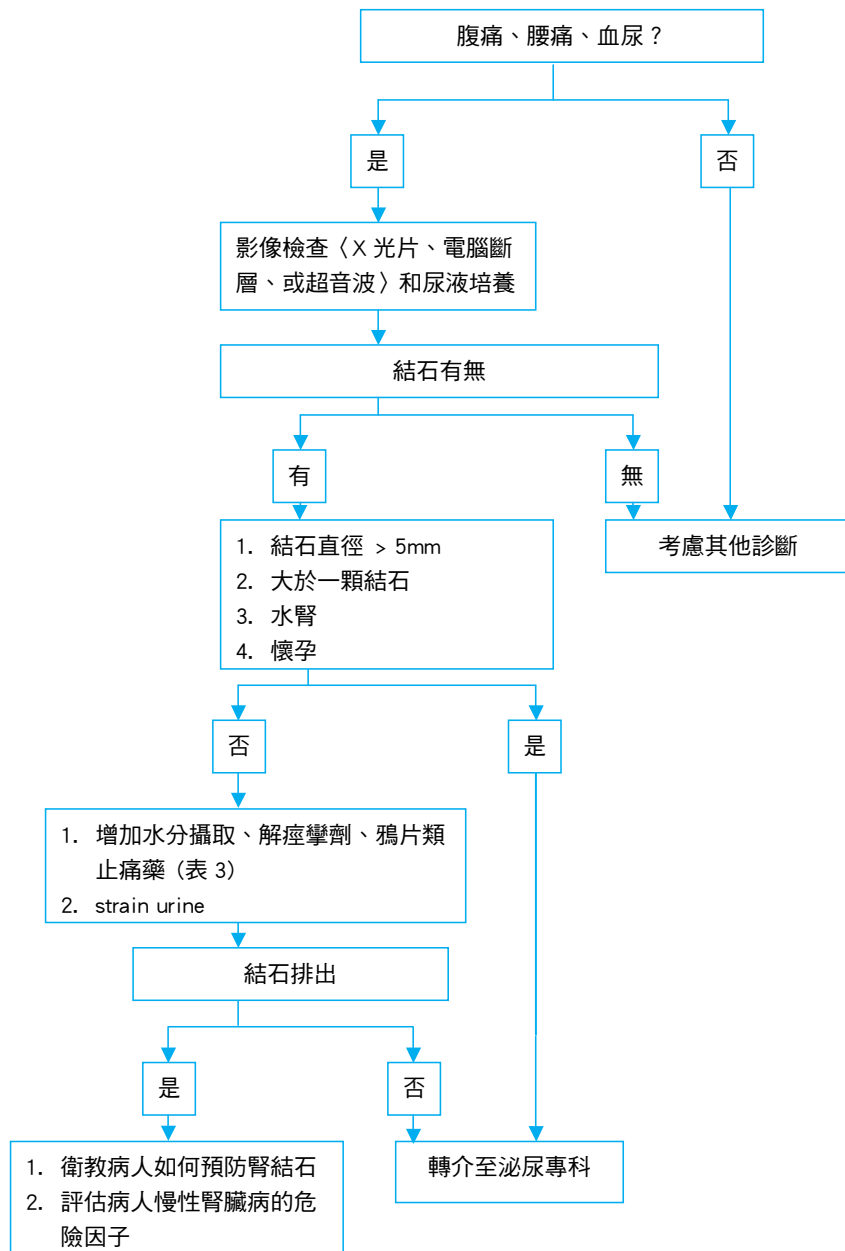 腹痛、腰痛、血尿？
是
否
影像檢查〈X 光片、電腦斷
層、或超音波〉和尿液培養
結石有無
有
無
1. 結石直徑 > 5mm
2. 大於一顆結石
3. 水腎
4. 懷孕
考慮其他診斷
否
是
1. 增加水分攝取、解痙攣劑、鴉片類
止痛藥 (表 3)
2. strain urine
結石排出
是
否
1. 衛教病人如何預防腎結石
2. 評估病人慢性腎臟病的危
險因子
轉介至泌尿專科